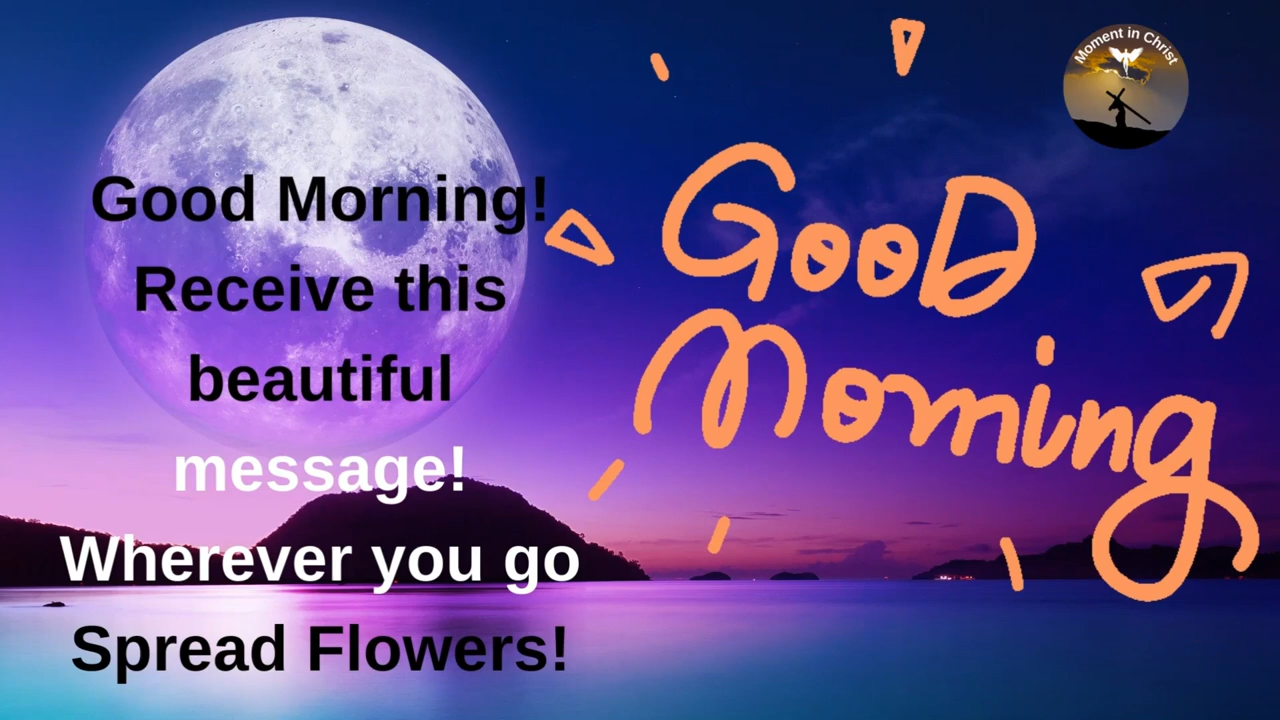 Good Morning!
Receive this
beautiful
message!
Wherever you go
Spread Flowers!
GooD
Morning
Moment in Christ